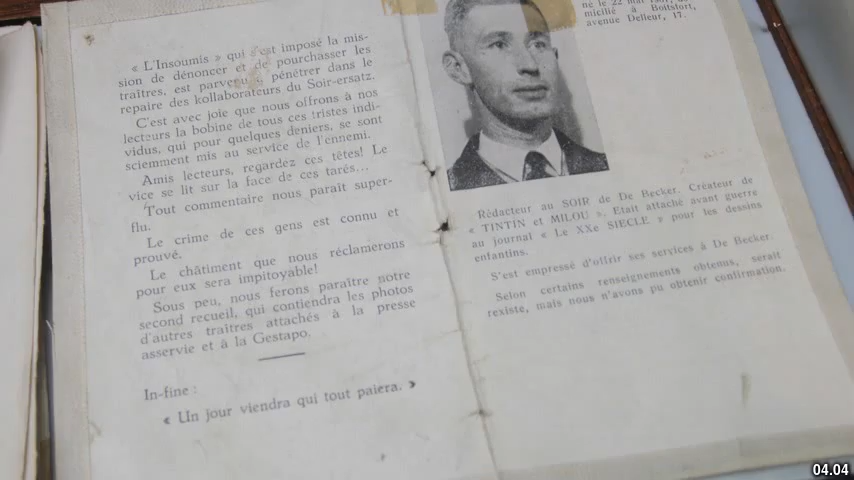 « L'Insoumis » qui s'est imposé la mis-
sion de dénoncer et de pourchasser les
traîtres, est parvenu à pénétrer dans le
repaire des kollaborateurs du Soir-ersatz.
C'est avec joie que nous offrons à nos
lecteurs la bobine de tous ces tristes indi-
vidus, qui pour quelques deniers, se sont
sciemment mis au service de l'ennemi.
Amis lecteurs, regardez ces têtes! Le
vice se lit sur la face de ces tarés...
Tout commentaire nous paraît super-
flu.
Le crime de ces gens est connu et
prouvé.
Le châtiment que nous réclamerons
pour eux sera impitoyable!
Sous peu, nous ferons paraître notre
second recueil, qui contiendra les photos
d'autres traîtres attachés à la presse
asservie et à la Gestapo.
In-fine :
« Un jour viendra qui tout paiera. »
né le 22 mai
micilié à Boitsfort,
avenue Delleur, 17.
Rédacteur au SOIR de De Becker. Créateur de
« TINTIN et MILOU ». Etait attaché avant guerre
au journal « Le XXe SIECLE » pour les dessins
enfantins.
S'est empressé d'offrir ses services à De Becker.
Selon certains renseignements obtenus, serait
rexiste, mais nous n'avons pu obtenir confirmation.
04.04